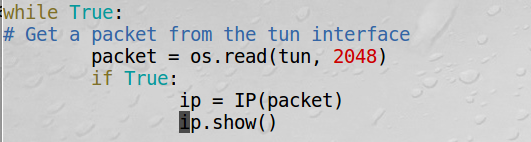 while True:
# Get a packet from the tun interface
        packet = os.read(tun, 2048)
        if True:
                ip = IP(packet)
                ip.show()